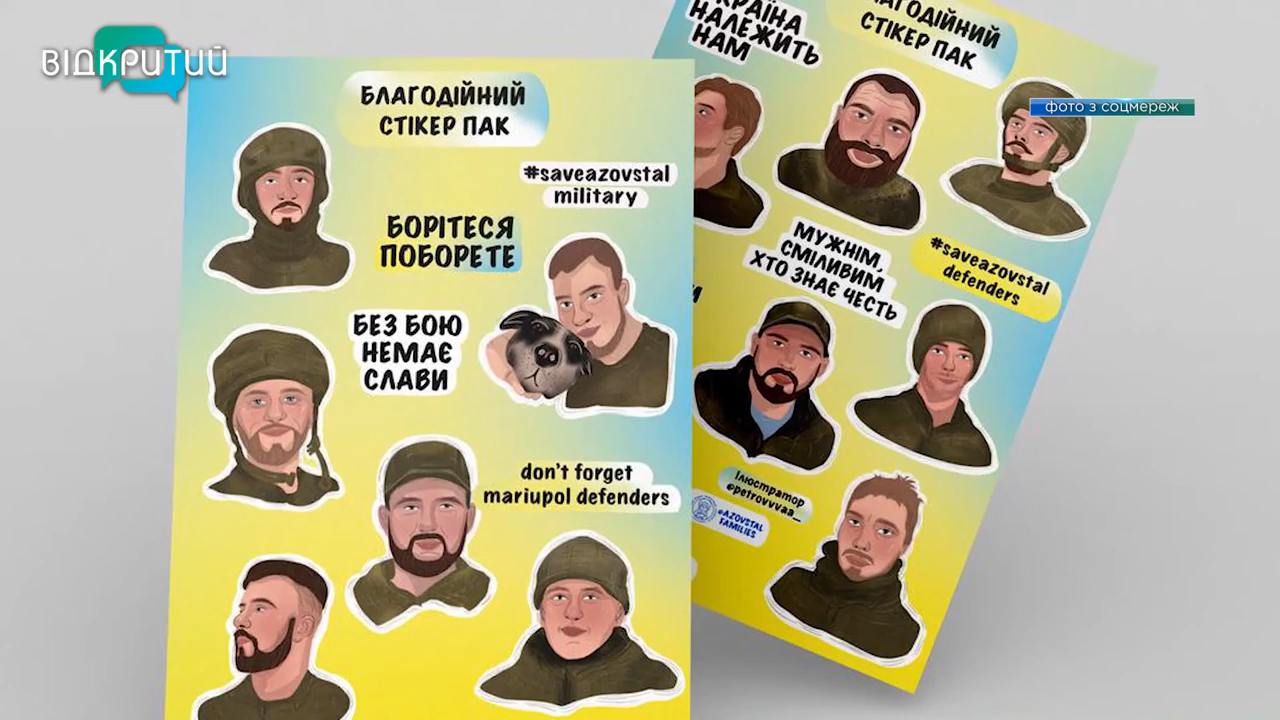 ВІДКРИТИЙ
фото з соцмереж
БЛАГОДІЙНИЙ
СТІКЕР ПАК
#saveazovstal
military
БОРІТЕСЯ
ПОБОРЕТЕ
БЕЗ БОЮ
НЕМАЄ
СЛАВИ
don't forget
mariupol defenders
НАЛЕЖИТЬ
НАМ
СТІКЕР ПАК
МУЖНІМ,
СМІЛИВИМ
ХТО ЗНАЄ ЧЕСТЬ
#saveazovstal
defenders
Ілюстратор
@petrovvvaa_
@AZOVSTAL
FAMILIES